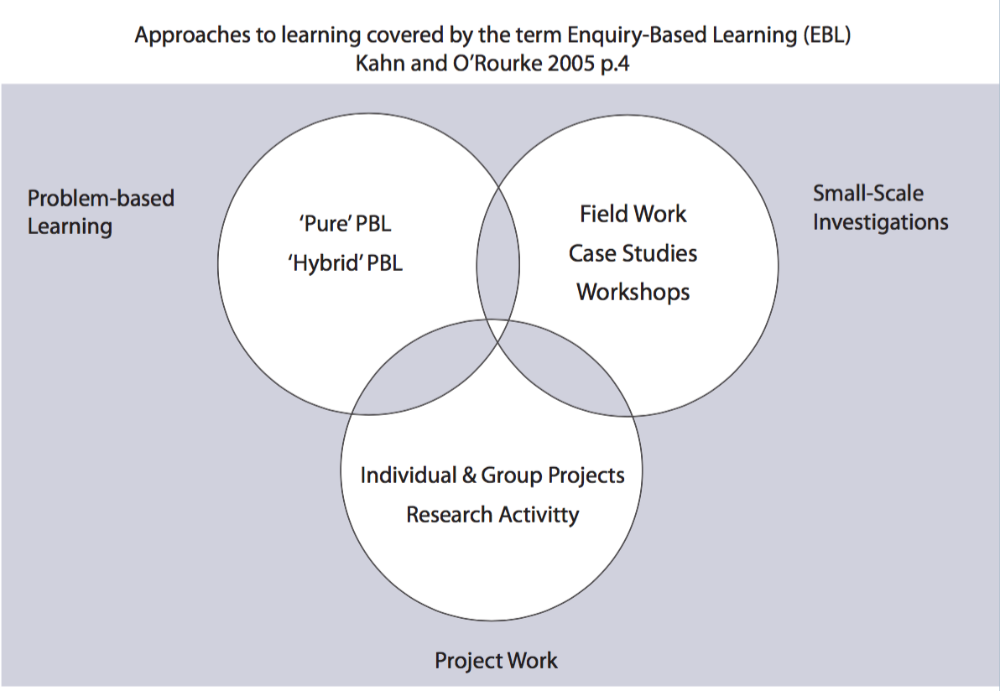 Approaches to learning covered by the term Enquiry-Based Learning (EBL)
Kahn and O’Rourke 2005 p.4
Problem-based
Learning
‘Pure’ PBL
‘Hybrid’ PBL
Field Work
Case Studies
Workshops
Small-Scale
Investigations
Individual & Group Projects
Research Activitty
Project Work